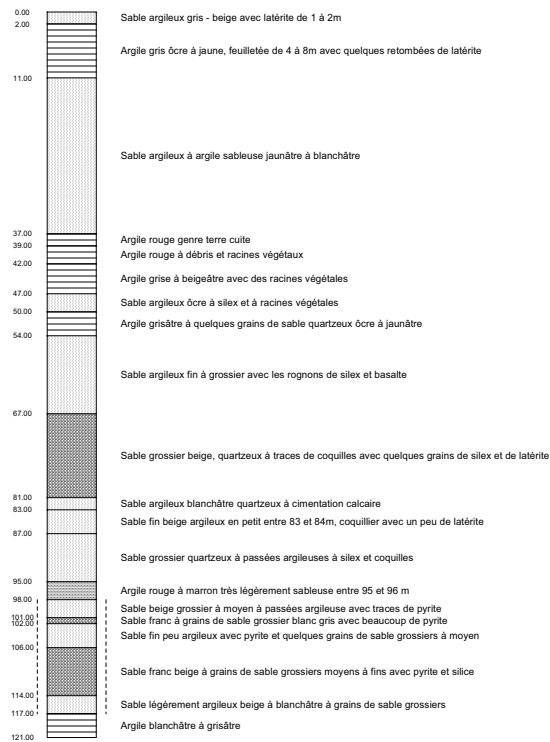 0.00
Sable argileux gris - beige avec latérite de 1 à 2m
2.00
Argile gris ôcre à jaune, feuilletée de 4 à 8m avec quelques retombées de latérite
11.00
Sable argileux à argile sableuse jaunâtre à blanchâtre
37.00
Argile rouge genre terre cuite
39.00
Argile rouge à débris et racines végétaux
42.00
Argile grise à beigeâtre avec des racines végétales
47.00
Sable argileux ôcre à silex et à racines végétales
50.00
Argile grisâtre à quelques grains de sable quartzeux ôcre à jaunâtre
54.00
Sable argileux fin à grossier avec les rognons de silex et basalte
67.00
Sable grossier beige, quartzeux à traces de coquilles avec quelques grains de silex et de latérite
81.00
Sable argileux blanchâtre quartzeux à cimentation calcaire
83.00
Sable fin beige argileux en petit entre 83 et 84m, coquillier avec un peu de latérite
87.00
Sable grossier quartzeux à passées argileuses à silex et coquilles
95.00
Argile rouge à marron très légèrement sableuse entre 95 et 96 m
98.00
Sable beige grossier à moyen à passées argileuse avec traces de pyrite
101.00
Sable franc à grains de sable grossier blanc gris avec beaucoup de pyrite
102.00
Sable fin peu argileux avec pyrite et quelques grains de sable grossiers à moyen
106.00
Sable franc beige à grains de sable grossiers moyens à fins avec pyrite et silice
114.00
Sable légèrement argileux beige à blanchâtre à grains de sable grossiers
117.00
Argile blanchâtre à grisâtre
121.00